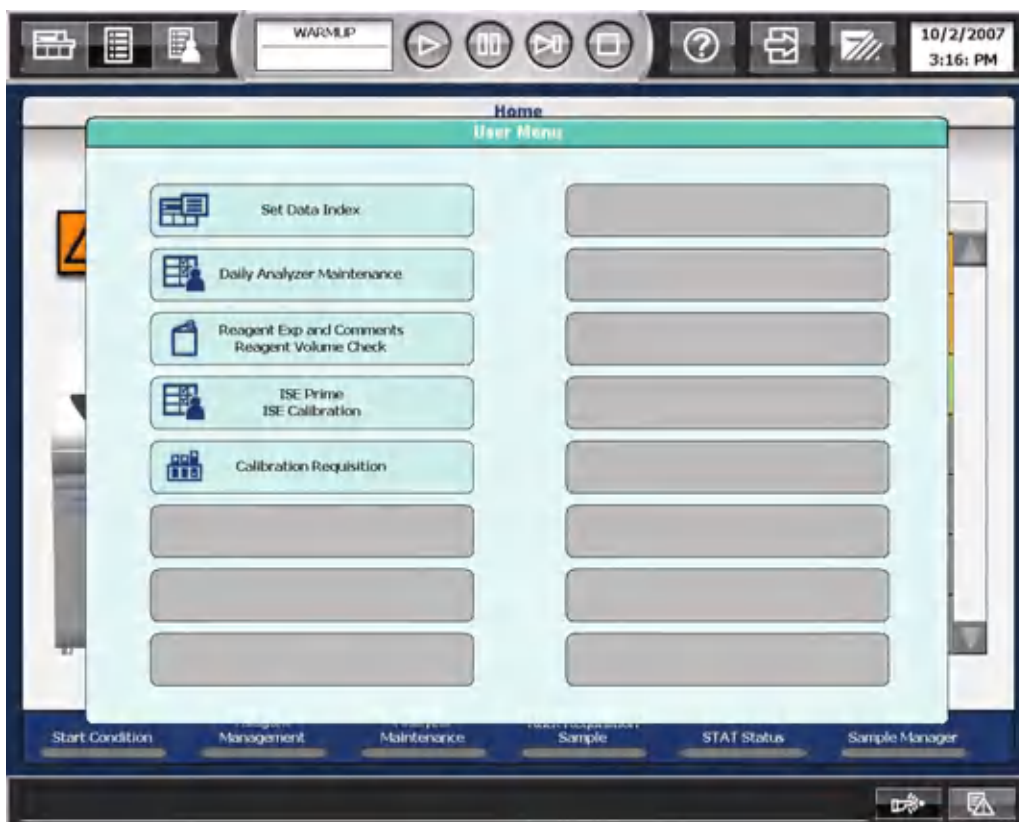 WARMUP
10/2/2007
3:16: PM
Home
User Menu
Set Data Index
Daily Analyzer Maintenance
Reagent Exp and Comments
Reagent Volume Check
ISE Prime
ISE Calibration
Calibration Requisition
Start Condition
Management
Maintenance
Sample
STAT Status
Sample Manager